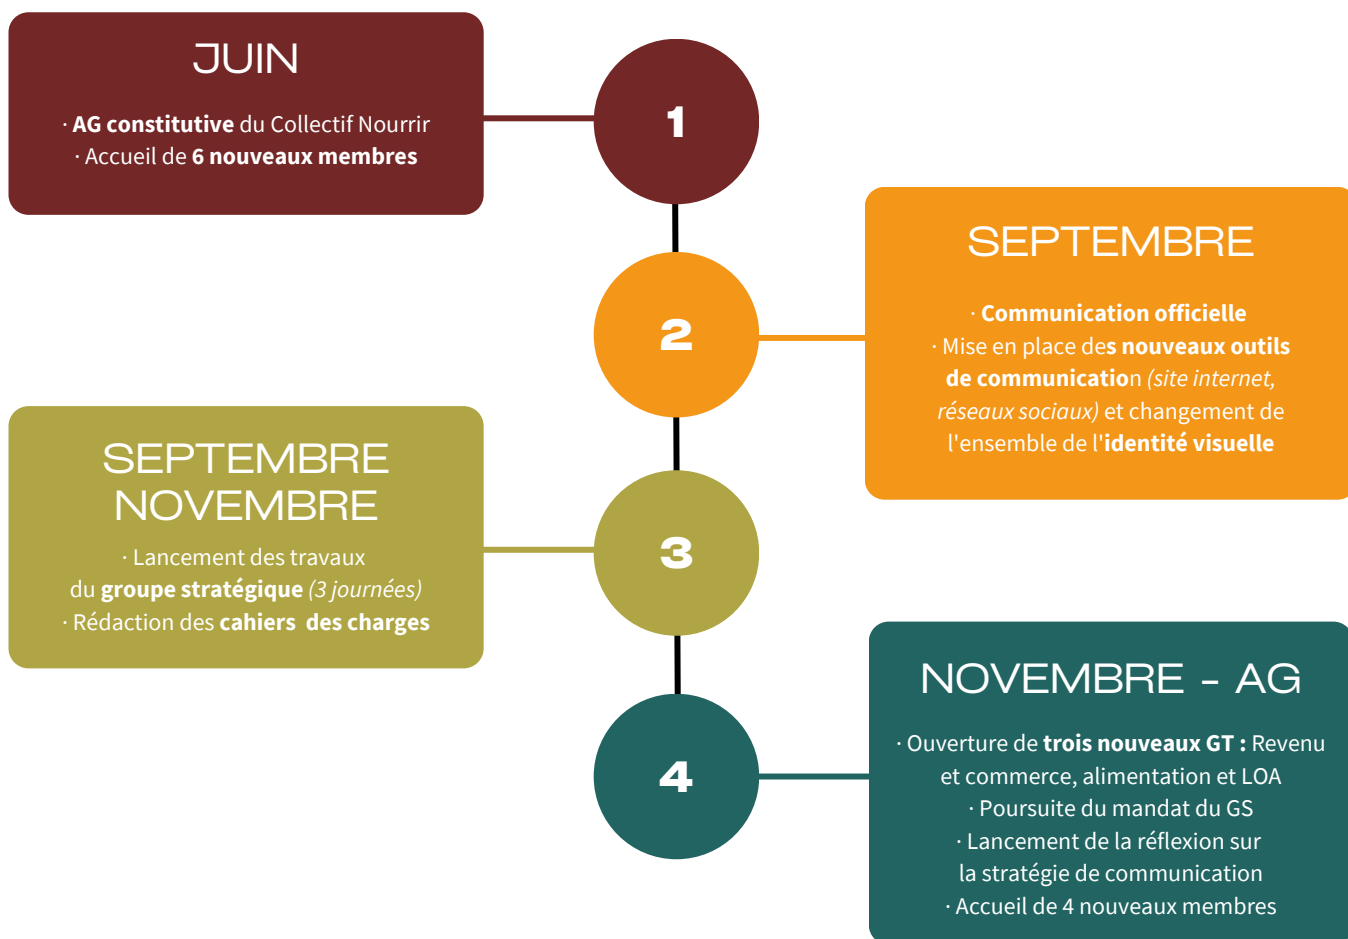 JUIN
· AG constitutive du Collectif Nourrir
· Accueil de 6 nouveaux membres
1
SEPTEMBRE
· Communication officielle
· Mise en place des nouveaux outils
de communication (site internet,
réseaux sociaux) et changement de
l'ensemble de l'identité visuelle
2
SEPTEMBRE
NOVEMBRE
· Lancement des travaux
du groupe stratégique (3 journées)
· Rédaction des cahiers des charges
3
NOVEMBRE - AG
· Ouverture de trois nouveaux GT : Revenu
et commerce, alimentation et LOA
· Poursuite du mandat du GS
· Lancement de la réflexion sur
la stratégie de communication
· Accueil de 4 nouveaux membres
4